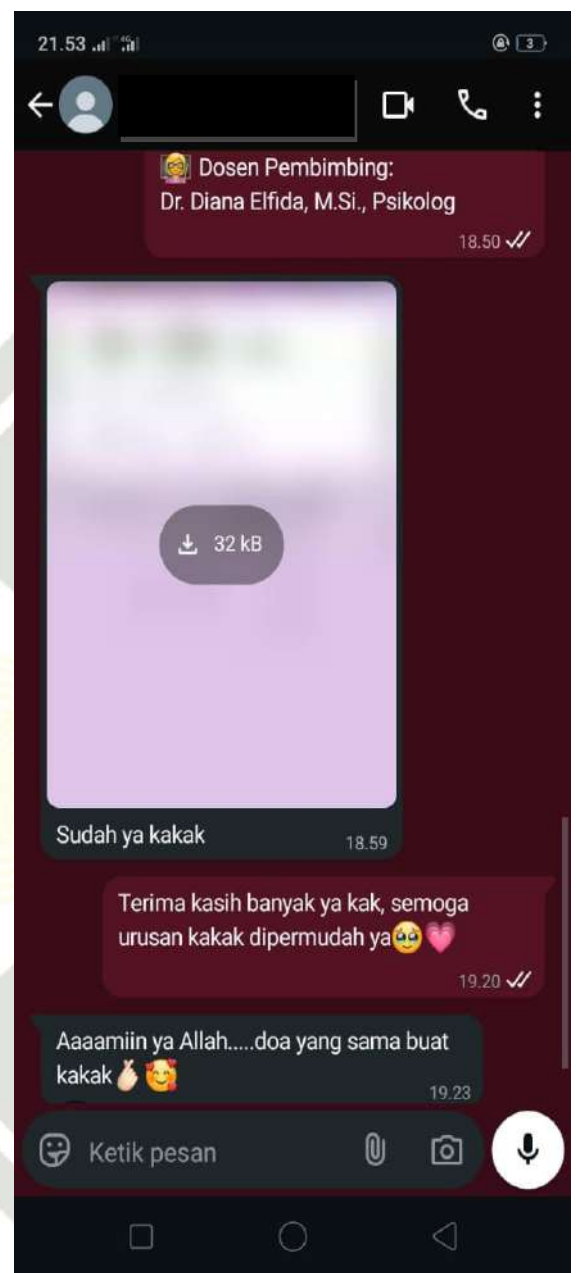 21.53
3
Dosen Pembimbing:
Dr. Diana Elfida, M.Si., Psikolog
18.50
32 kB
Sudah ya kakak
18.59
Terima kasih banyak ya kak, semoga
urusan kakak dipermudah ya🥹💗
19.20
Aaaamiin ya Allah.....doa yang sama buat
kakak🫰🏻🥰
19.23
Ketik pesan